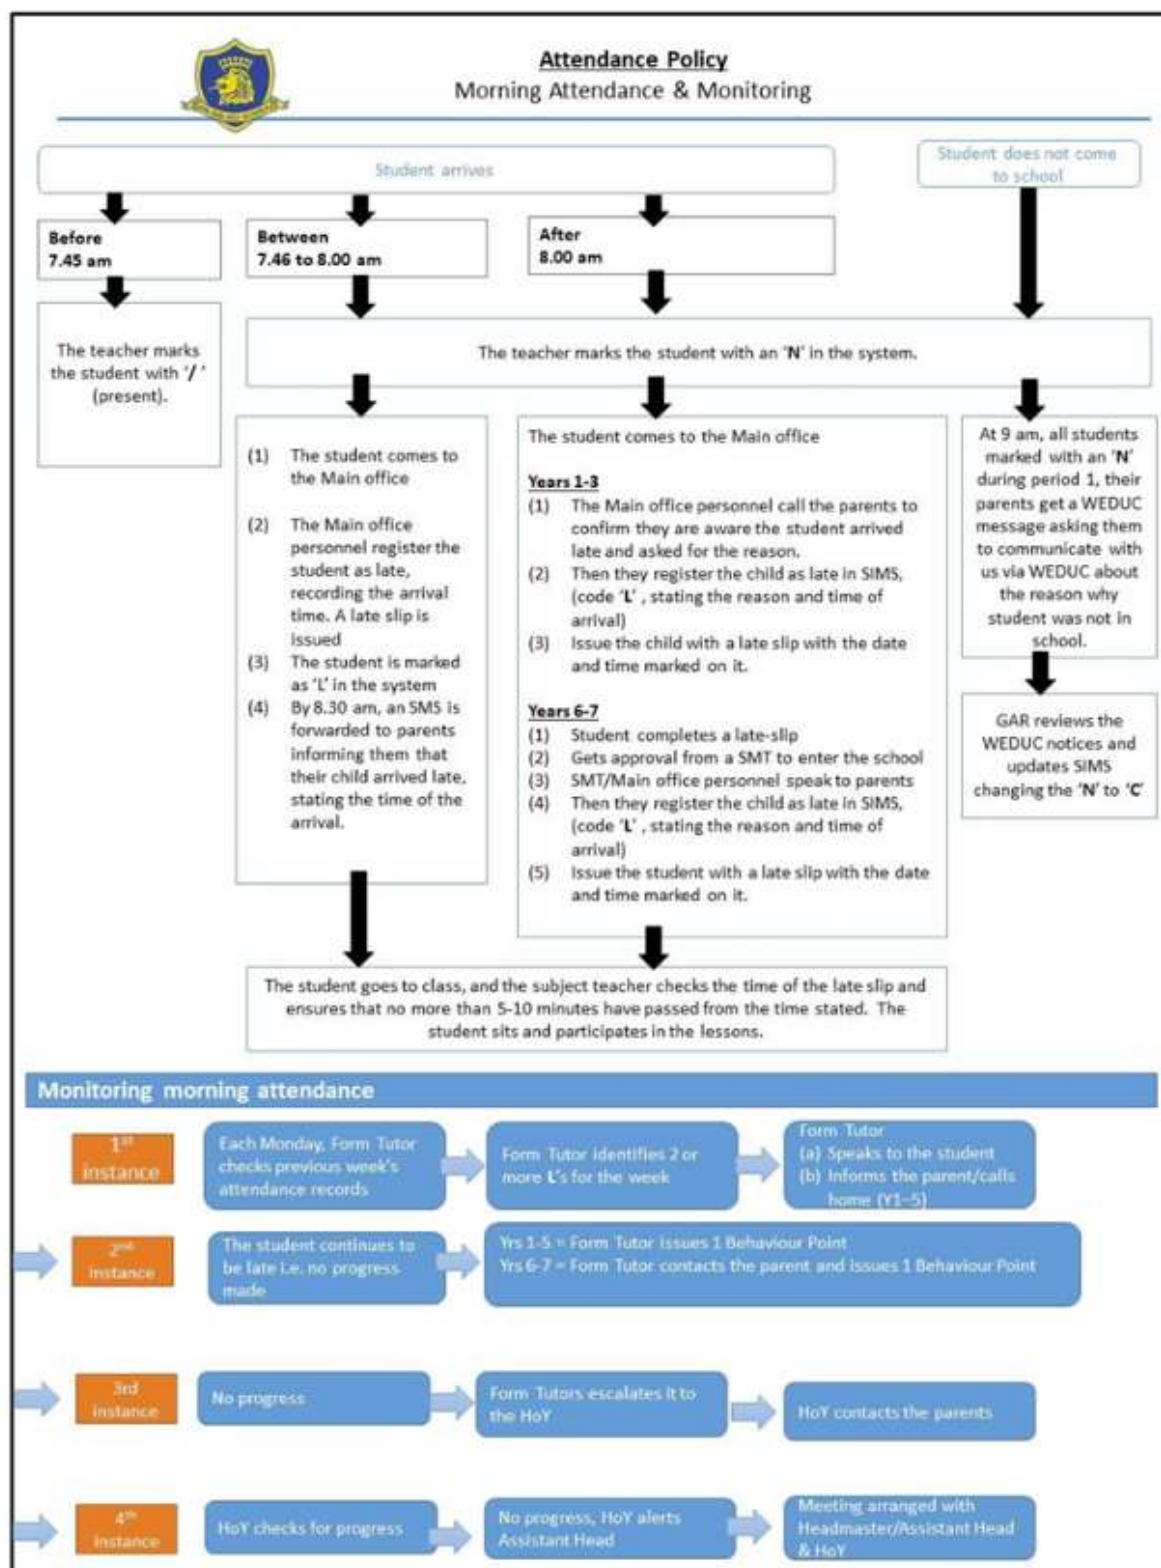 Attendance Policy
Morning Attendance & Monitoring
Student arrives
Student does not come
to school
Before
7.45 am
Between
7.46 to 8.00 am
After
8.00 am
The teacher marks
the student with '/ '
(present).
The teacher marks the student with an 'N' in the system.
(1) The student comes to
the Main office
(2) The Main office
personnel register the
student as late,
recording the arrival
time. A late slip is
issued
(3) The student is marked
as 'L' in the system
(4) By 8.30 am, an SMS is
forwarded to parents
informing them that
their child arrived late,
stating the time of the
arrival.
The student comes to the Main office
Years 1-3
(1) The Main office personnel call the parents to
confirm they are aware the student arrived
late and asked for the reason.
(2) Then they register the child as late in SIMS,
(code 'L' , stating the reason and time of
arrival)
(3) Issue the child with a late slip with the date
and time marked on it.
Years 6-7
(1) Student completes a late-slip
(2) Gets approval from a SMT to enter the school
(3) SMT/Main office personnel speak to parents
(4) Then they register the child as late in SIMS,
(code 'L' , stating the reason and time of
arrival)
(5) Issue the student with a late slip with the date
and time marked on it.
At 9 am, all students
marked with an 'N'
during period 1, their
parents get a WEDUC
message asking them
to communicate with
us via WEDUC about
the reason why
student was not in
school.
GAR reviews the
WEDUC notices and
updates SIMS
changing the 'N' to 'C'
The student goes to class, and the subject teacher checks the time of the late slip and
ensures that no more than 5-10 minutes have passed from the time stated. The
student sits and participates in the lessons.
Monitoring morning attendance
1st
instance
Each Monday, Form Tutor
checks previous week's
attendance records
Form Tutor identifies 2 or
more L's for the week
Form Tutor
(a) Speaks to the student
(b) Informs the parent/calls
home (Y1–5)
2nd
instance
The student continues to
be late i.e. no progress
made
Yrs 1-5 = Form Tutor issues 1 Behaviour Point
Yrs 6-7 = Form Tutor contacts the parent and issues 1 Behaviour Point
3rd
instance
No progress
Form Tutors escalates it to
the HoY
HoY contacts the parents
4th
instance
HoY checks for progress
No progress, HoY alerts
Assistant Head
Meeting arranged with
Headmaster/Assistant Head
& HoY